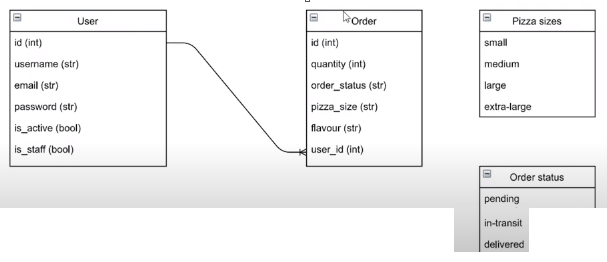 User
id (int)
username (str)
email (str)
password (str)
is_active (bool)
is_staff (bool)
Order
id (int)
quantity (int)
order_status (str)
pizza_size (str)
flavour (str)
user_id (int)
Pizza sizes
small
medium
large
extra-large
Order status
pending
in-transit
delivered